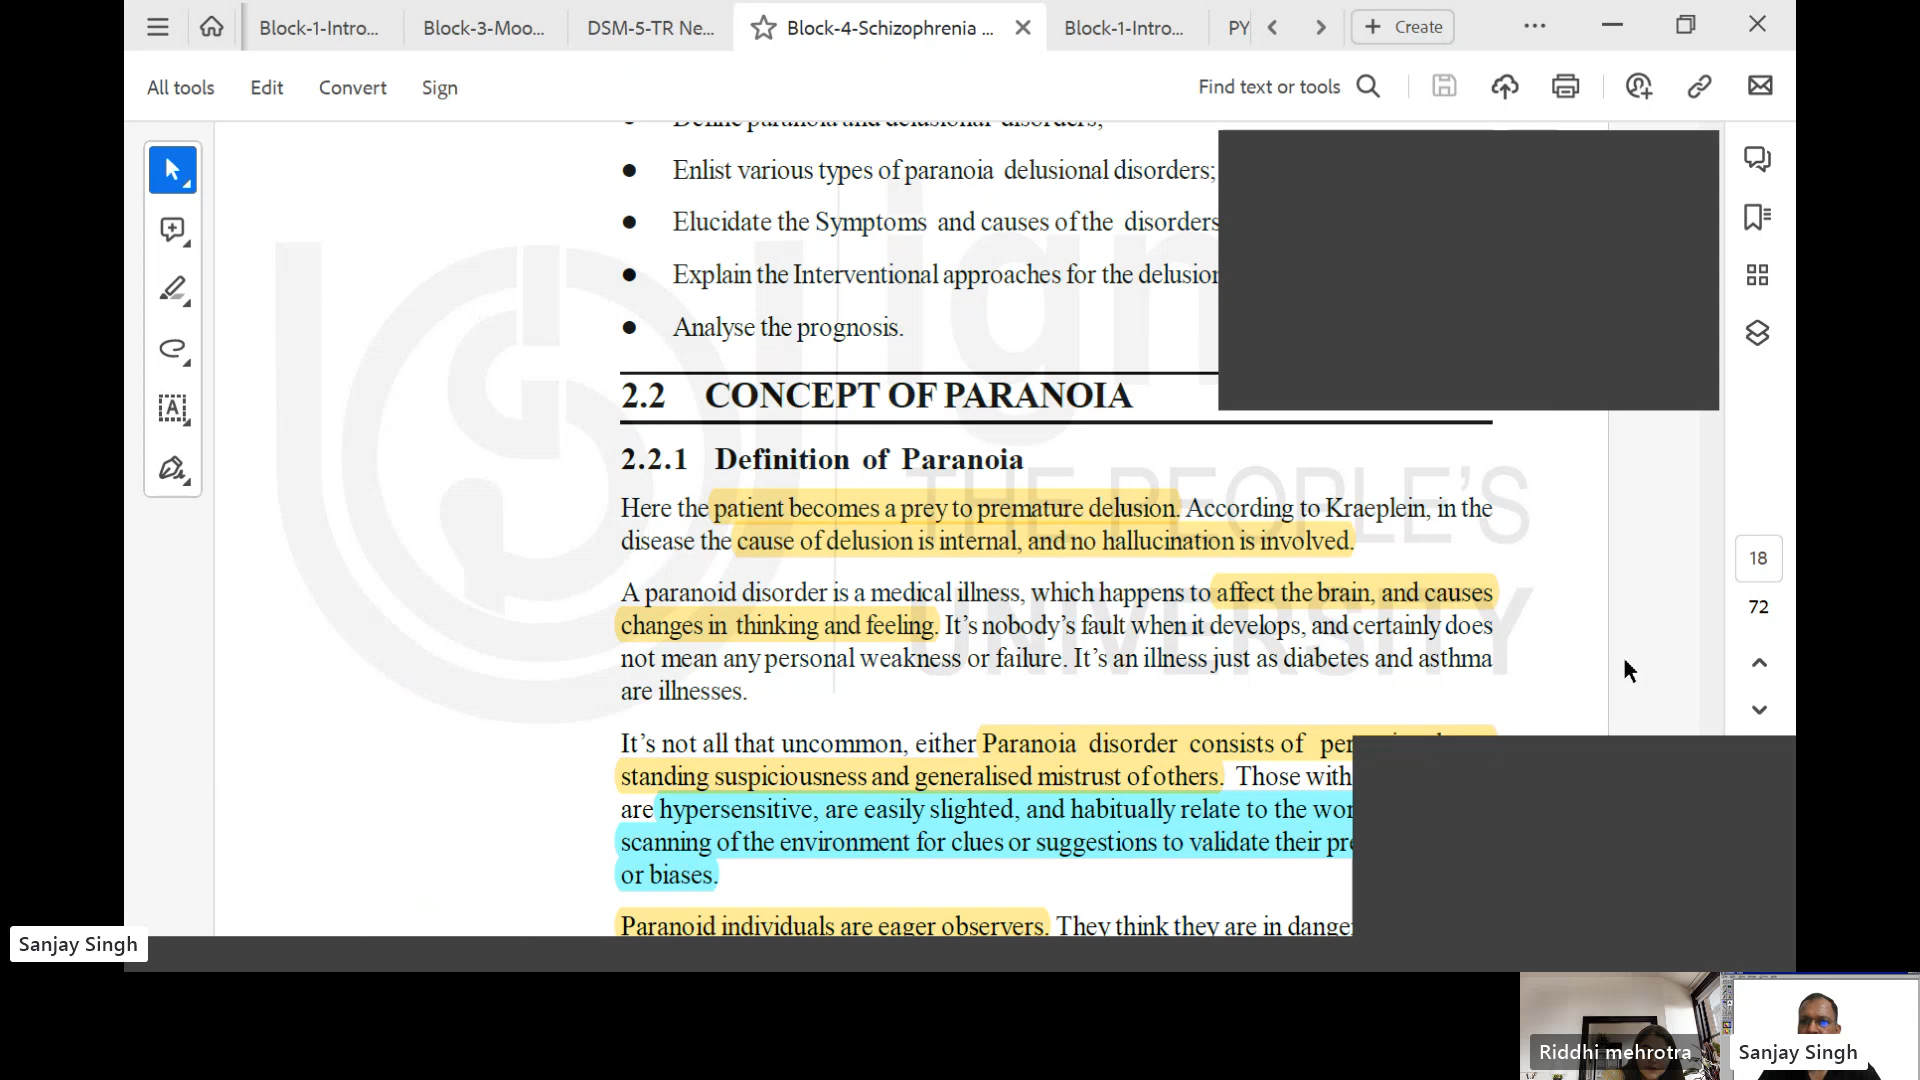 Block-1-Intro... Block-3-Moo... DSM-5-TR Ne... Block-4-Schizophrenia ... Block-1-Intro... PY Create
All tools Edit Convert Sign Find text or tools
Define paranoia and delusional disorders;
Enlist various types of paranoia delusional disorders;
Elucidate the Symptoms and causes of the disorders
Explain the Interventional approaches for the delusion
Analyse the prognosis.
2.2 CONCEPT OF PARANOIA
2.2.1 Definition of Paranoia
Here the patient becomes a prey to premature delusion. According to Kraeplein, in the
disease the cause of delusion is internal, and no hallucination is involved.
A paranoid disorder is a medical illness, which happens to affect the brain, and causes
changes in thinking and feeling. It's nobody's fault when it develops, and certainly does
not mean any personal weakness or failure. It's an illness just as diabetes and asthma
are illnesses.
It's not all that uncommon, either Paranoia disorder consists of
standing suspiciousness and generalised mistrust of others. Those with
are hypersensitive, are easily slighted, and habitually relate to the
scanning of the environment for clues or suggestions to validate their
or biases.
Paranoid individuals are eager observers. They think they are in
ignou
THE PEOPLE'S
UNIVERSITY
18
72
Sanjay Singh
Riddhi mehrotra
Sanjay Singh